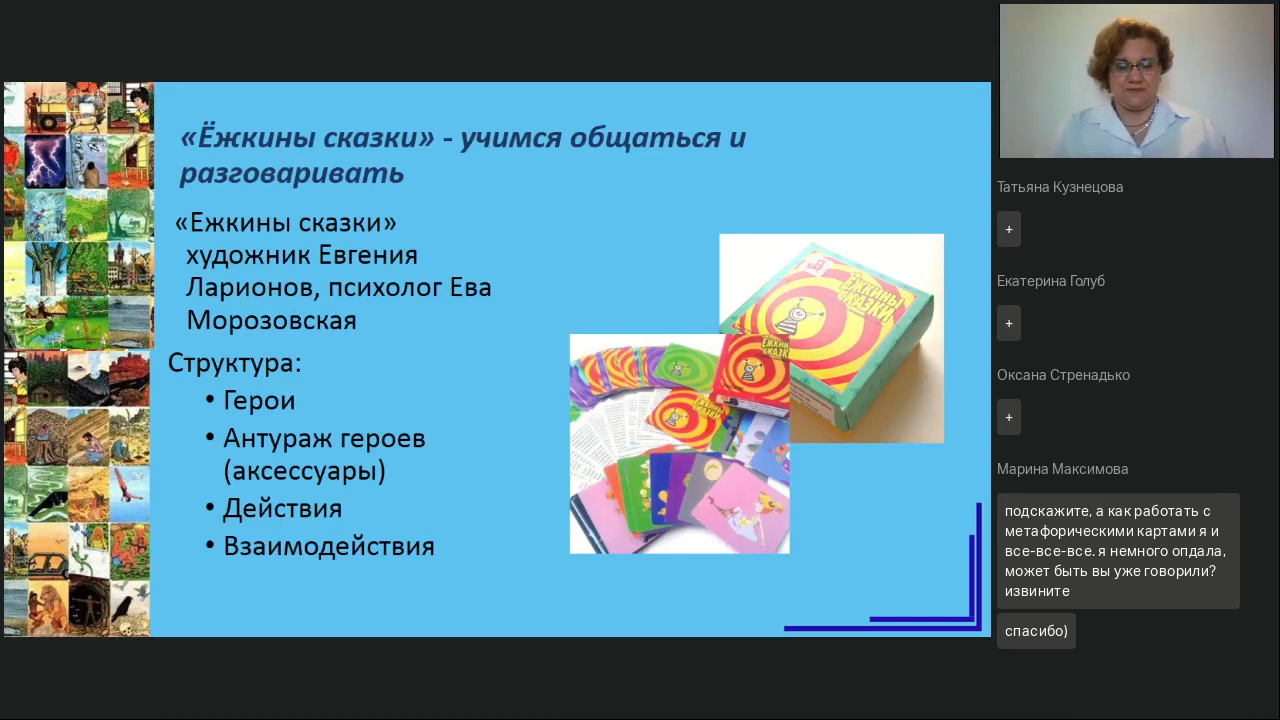 «Ёжкины сказки» - учимся общаться и
разговаривать
«Ежкины сказки»
художник Евгения
Ларионов, психолог Ева
Морозовская
Структура:
• Герои
• Антураж героев
(аксессуары)
• Действия
• Взаимодействия
ЁЖКИНЫ
СКАЗКИ
Татьяна Кузнецова
+
Екатерина Голуб
+
Оксана Стренадько
+
Марина Максимова
подскажите, а как работать с
метафорическими картами я и
все-все-все. я немного опдала,
может быть вы уже говорили?
извините
спасибо)